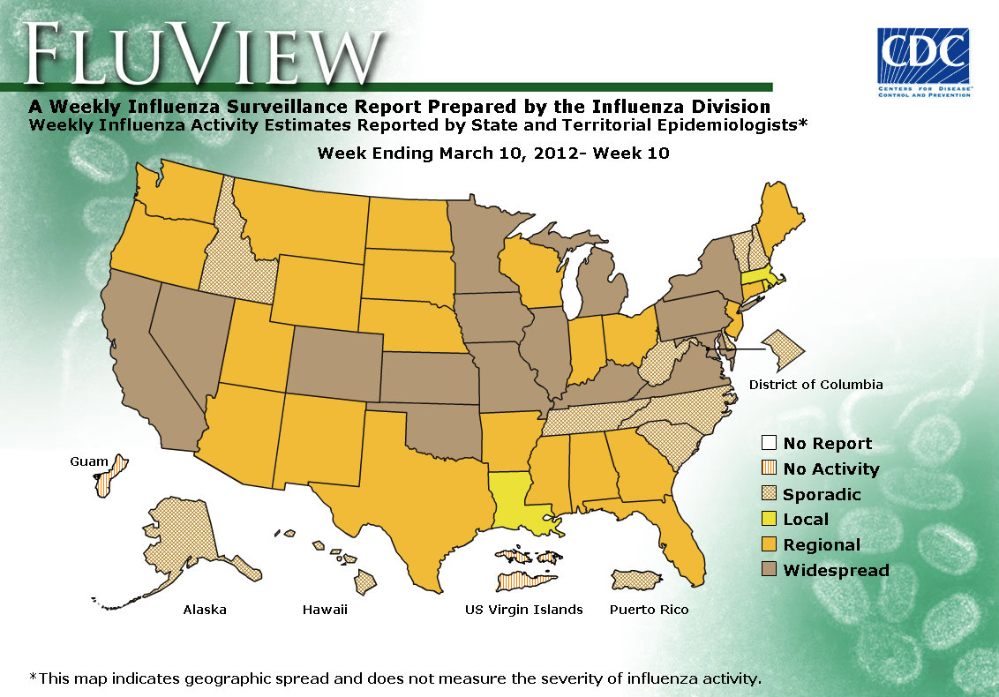 FLUVIEW
CDC
CENTERS FOR DISEASE™
CONTROL AND PREVENTION
A Weekly Influenza Surveillance Report Prepared by the Influenza Division
Weekly Influenza Activity Estimates Reported by State and Territorial Epidemiologists*
Week Ending March 10, 2012- Week 10
District of Columbia
No Report
Guam
No Activity
Sporadic
Local
Regional
Widespread
Alaska
Hawaii
US Virgin Islands
Puerto Rico
*This map indicates geographic spread and does not measure the severity of influenza activity.